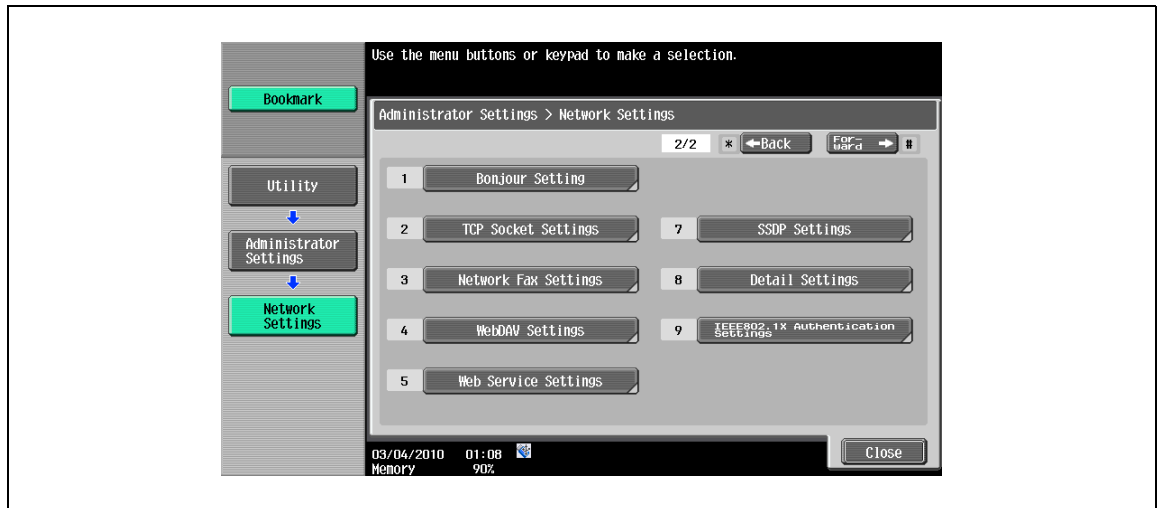 Use the menu buttons or keypad to make a selection.
Bookmark
Administrator Settings > Network Settings
2/2 * ←Back For- ward → #
Utility
Administrator
Settings
Network
Settings
1 Bonjour Setting
2 TCP Socket Settings
7 SSDP Settings
3 Network Fax Settings
8 Detail Settings
4 WebDAV Settings
9 IEEE802.1X Authentication
Settings
5 Web Service Settings
03/04/2010 01:08
Memory 90%
Close